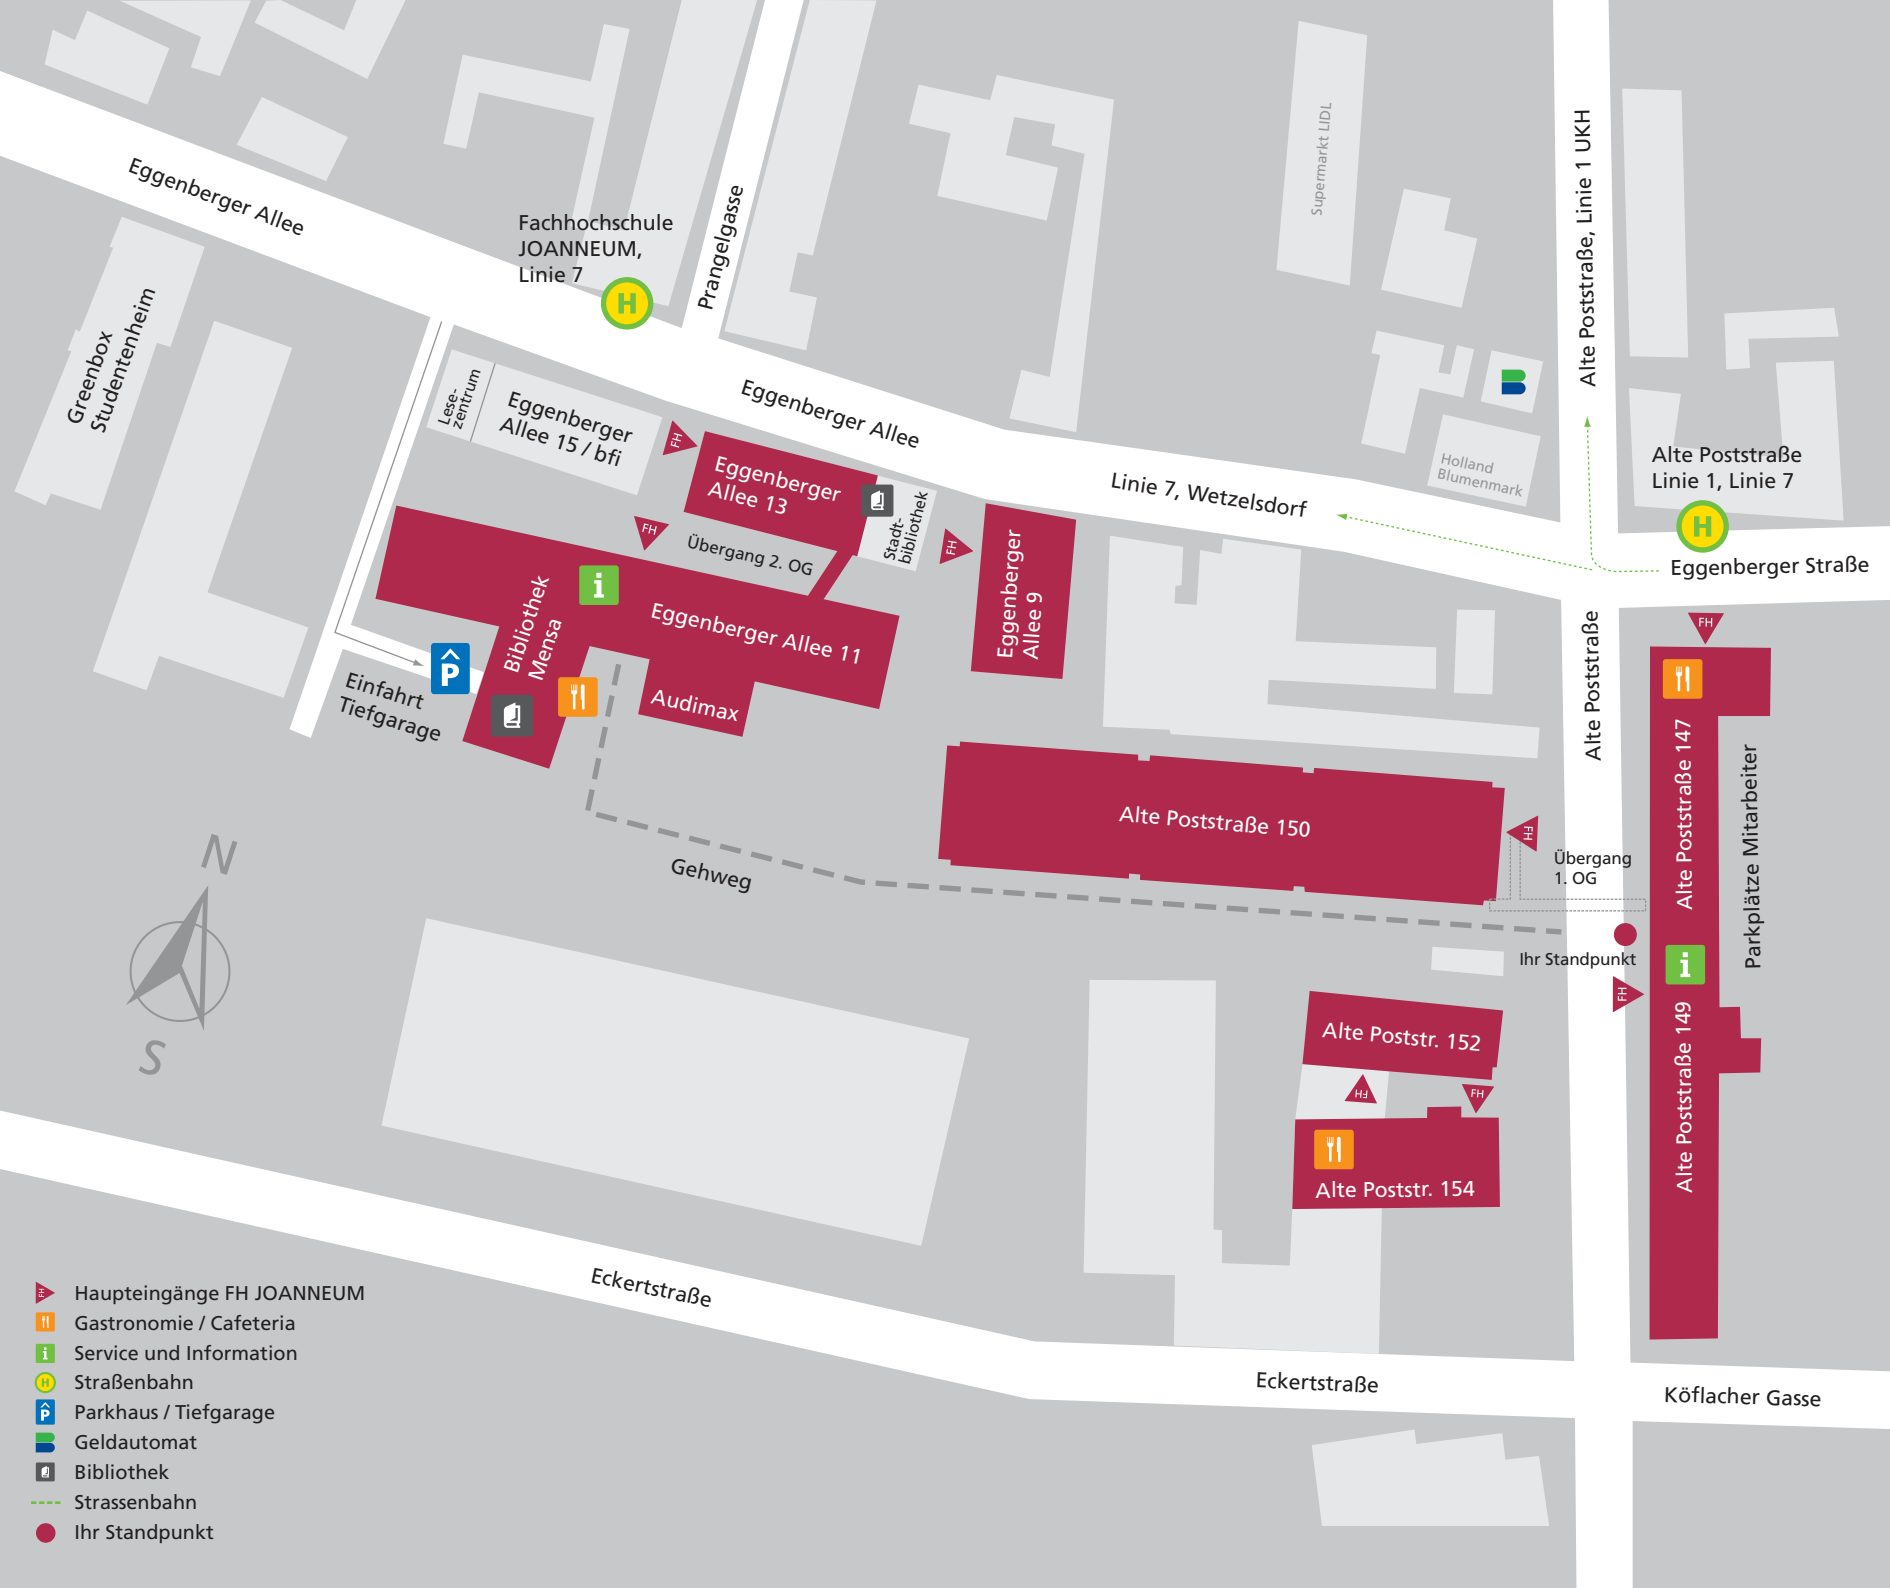 Eggenberger Allee
Fachhochschule
JOANNEUM,
Linie 7
H
Prangelgasse
Supermarkt LIDL
Alte Poststraße, Linie 1 UKH
Greenbox
Studentenheim
Lese-
zentrum
Eggenberger
Allee 15 / bfi
FH
Eggenberger Allee
Eggenberger
Allee 13
Stadt-
bibliothek
FH
Übergang 2. OG
FH
Eggenberger
Allee 9
Linie 7, Wetzelsdorf
Holland
Blumenmark
Alte Poststraße
Linie 1, Linie 7
H
Eggenberger Straße
i
Eggenberger Allee 11
Bibliothek
Mensa
Audimax
P
Einfahrt
Tiefgarage
Alte Poststraße
FH
Alte Poststraße 147
Parkplätze Mitarbeiter
Alte Poststraße 150
FH
Übergang
1. OG
Gehweg
Ihr Standpunkt
i
FH
Alte Poststraße 149
N
S
Alte Poststr. 152
FH
FH
Alte Poststr. 154
Eckertstraße
Eckertstraße
Köflacher Gasse
FH
Haupteingänge FH JOANNEUM
Gastronomie / Cafeteria
i
Service und Information
H
Straßenbahn
P
Parkhaus / Tiefgarage
Geldautomat
Bibliothek
Strassenbahn
Ihr Standpunkt